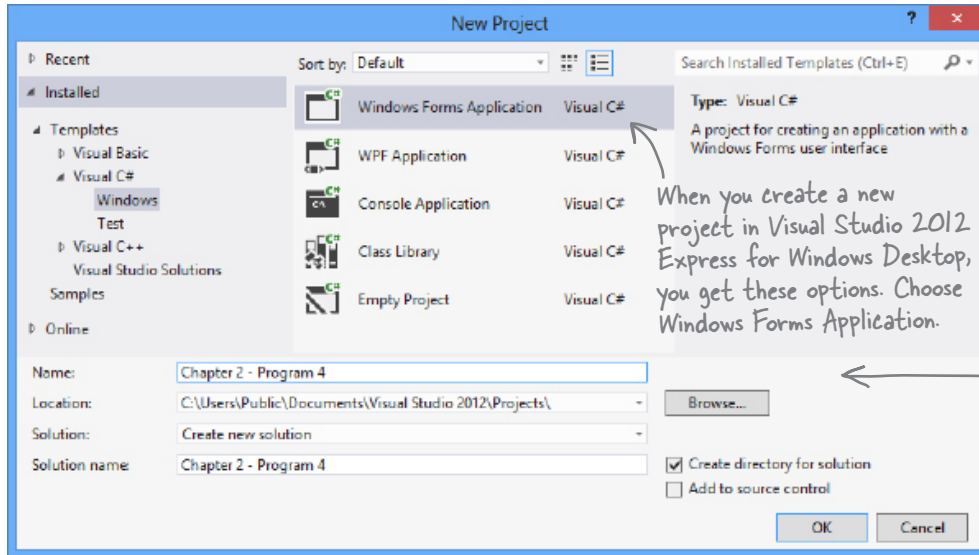 New Project
? ×
Recent
Installed
Templates
Visual Basic
Visual C#
Windows
Test
Visual C++
Visual Studio Solutions
Samples
Online
Sort by: Default
Search Installed Templates (Ctrl+E)
Windows Forms Application Visual C#
WPF Application Visual C#
Console Application Visual C#
Class Library Visual C#
Empty Project Visual C#
Type: Visual C#
A project for creating an application with a
Windows Forms user interface
When you create a new
project in Visual Studio 2012
Express for Windows Desktop,
you get these options. Choose
Windows Forms Application.
Name: Chapter 2 - Program 4
Location: C:\Users\Public\Documents\Visual Studio 2012\Projects\
Browse...
Solution: Create new solution
Solution name: Chapter 2 - Program 4
Create directory for solution
Add to source control
OK Cancel